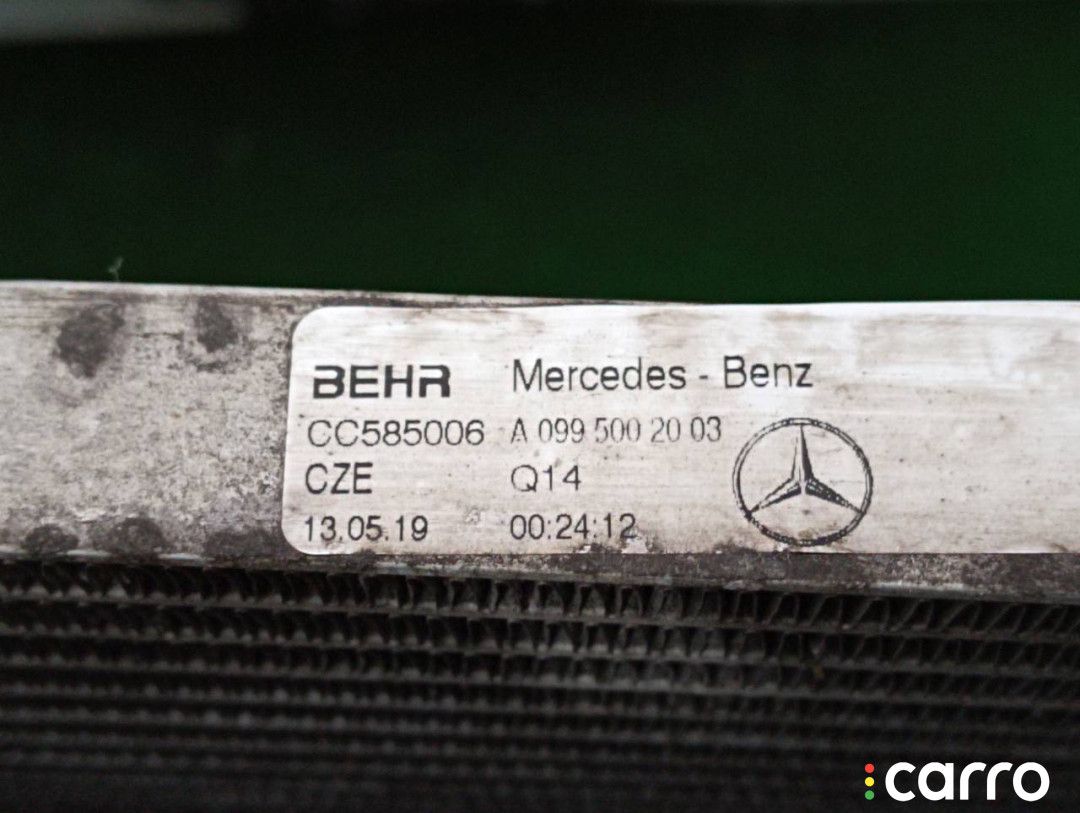 BEHR Mercedes - Benz
CC585006 A 099 500 20 03
CZE Q14
13.05.19 00:24:12
carro